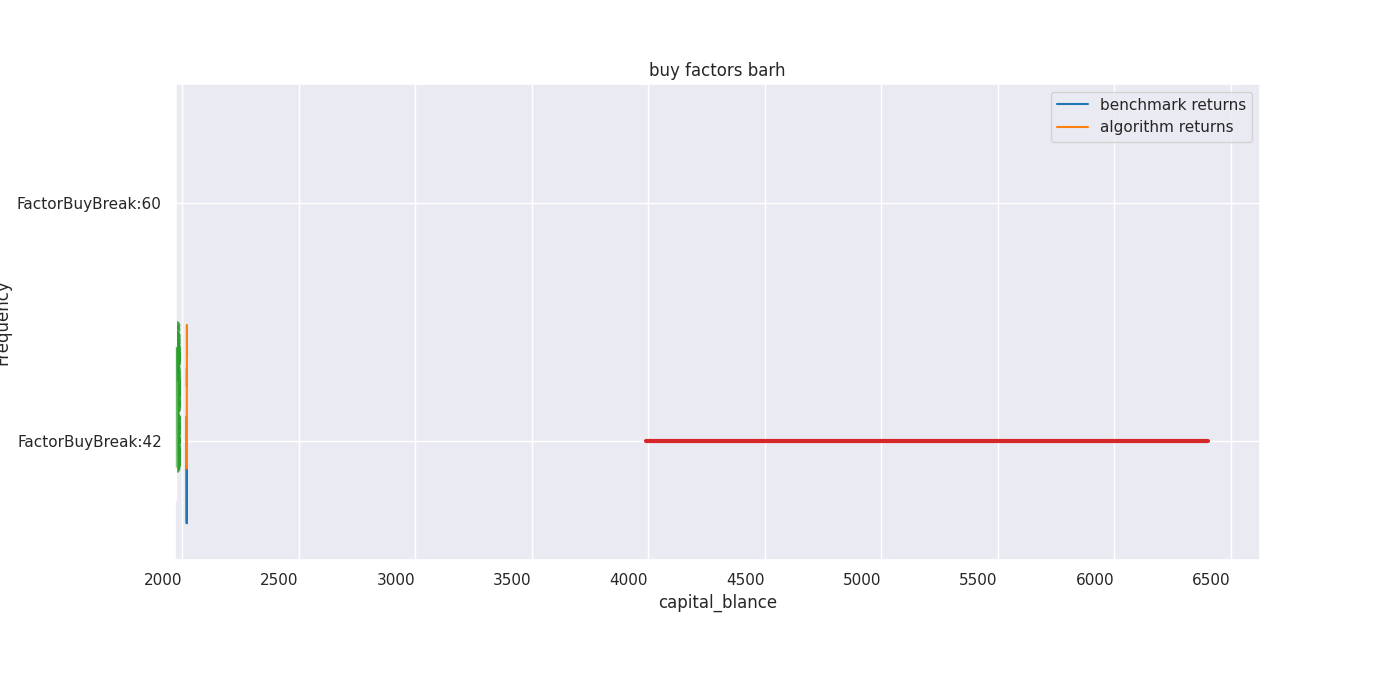 buy factors barh
benchmark returns
algorithm returns
FactorBuyBreak:60
FactorBuyBreak:42
2000 2500 3000 3500 4000 4500 5000 5500 6000 6500
capital_blance
Frequency